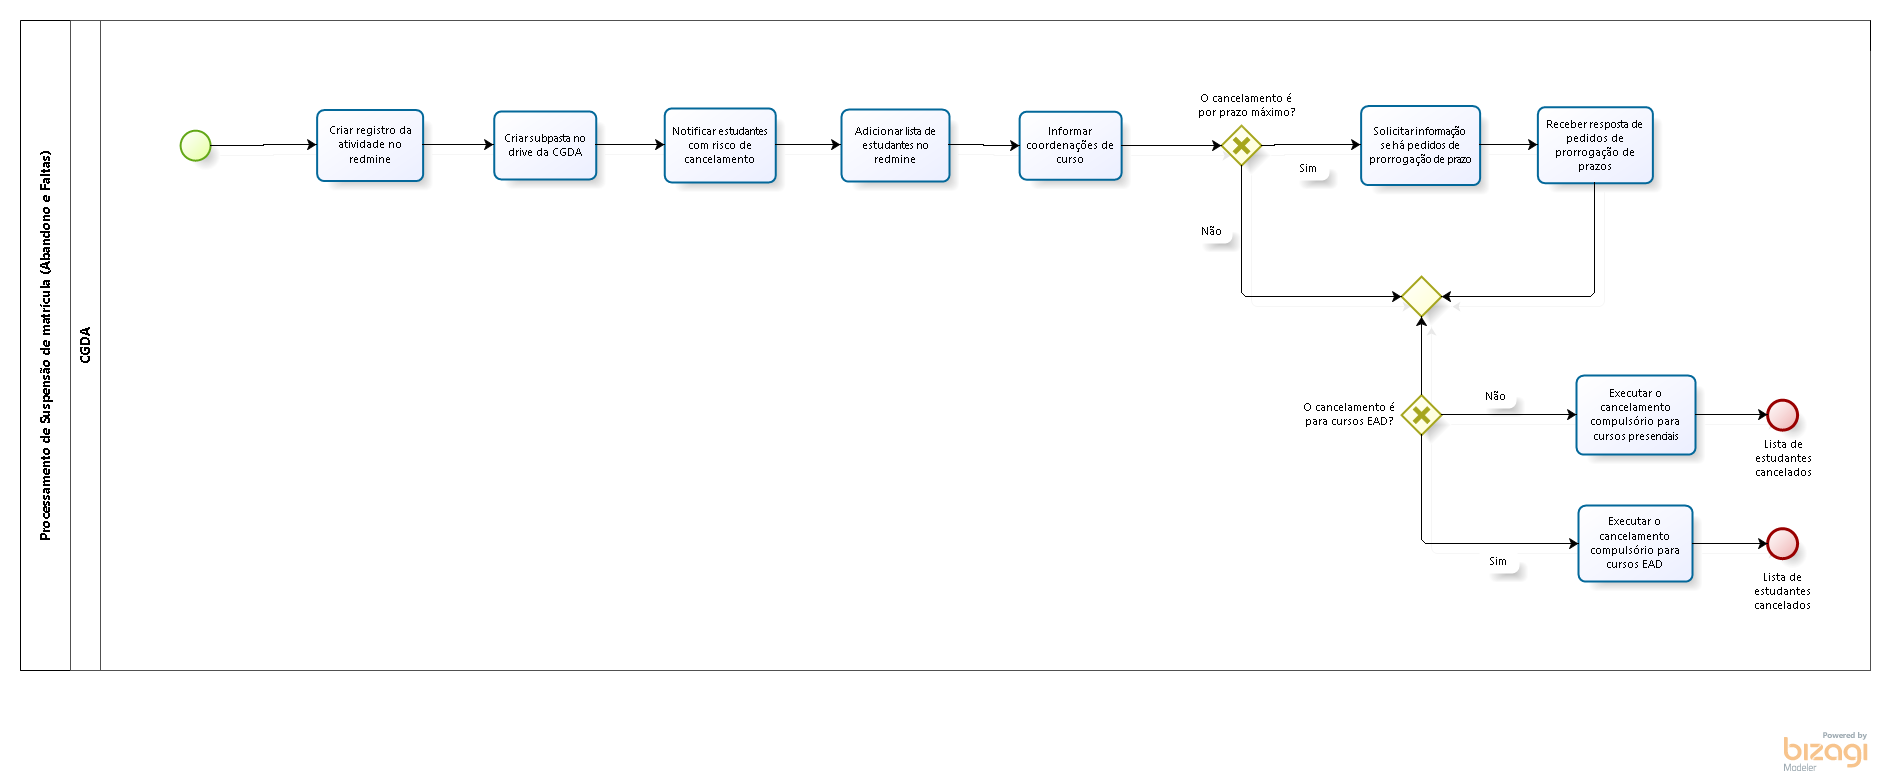 Processamento de Suspensão de matrícula (Abandono e Faltas)
CGDA
Criar registro da
atividade no
redmine
Criar subpasta no
drive da CGDA
Notificar estudantes
com risco de
cancelamento
Adicionar lista de
estudantes no
redmine
Informar
coordenações de
curso
O cancelamento é
por prazo máximo?
Sim
Não
Solicitar informação
se há pedidos de
prorrogação de prazo
Receber resposta de
pedidos de
prorrogação de
prazos
O cancelamento é
para cursos EAD?
Não
Executar o
cancelamento
compulsório para
cursos presenciais
Lista de
estudantes
cancelados
Sim
Executar o
cancelamento
compulsório para
cursos EAD
Lista de
estudantes
cancelados
Powered by
bizagi
Modeler